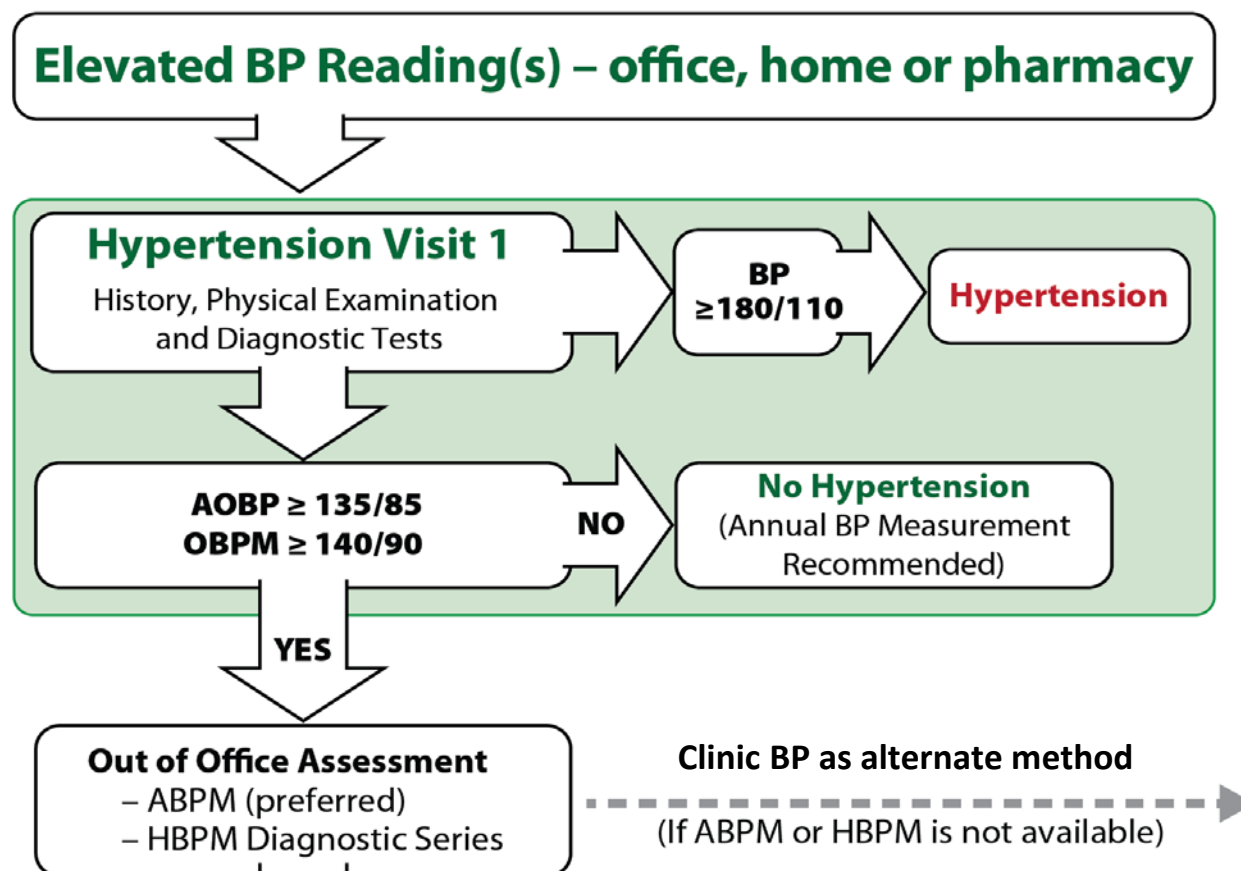 Elevated BP Reading(s) – office, home or pharmacy
Hypertension Visit 1
History, Physical Examination
and Diagnostic Tests
BP
≥180/110
Hypertension
AOBP ≥ 135/85
OBPM ≥ 140/90
NO
No Hypertension
(Annual BP Measurement
Recommended)
YES
Out of Office Assessment
– ABPM (preferred)
– HBPM Diagnostic Series
Clinic BP as alternate method
(If ABPM or HBPM is not available)